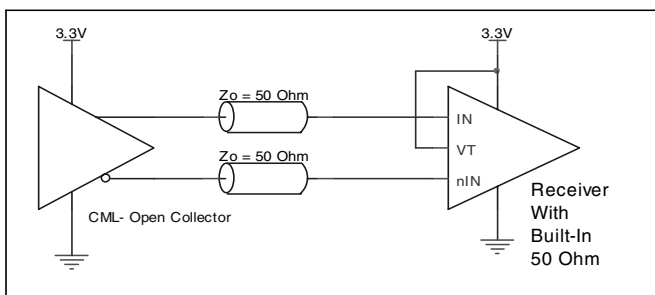 3.3V
3.3V
Zo = 50 Ohm
IN
VT
Zo = 50 Ohm
nIN
CML- Open Collector
Receiver
With
Built-In
50 Ohm